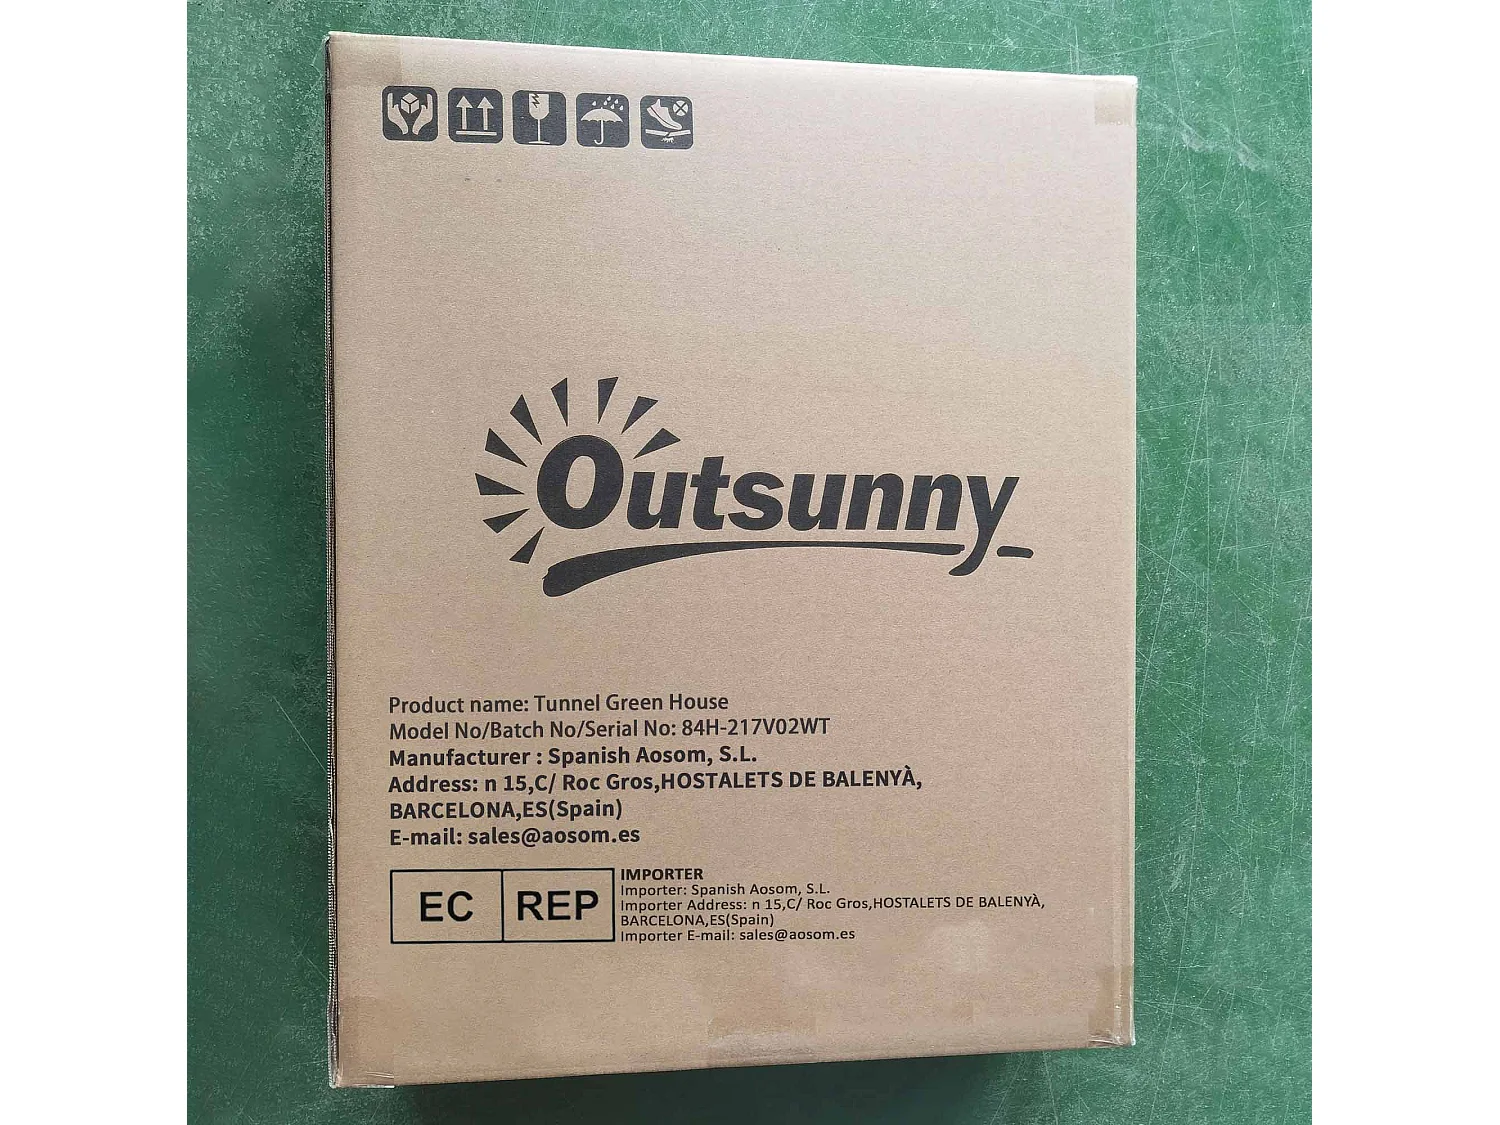 Outsunny
Product name: Tunnel Green House
Model No/Batch No/Serial No: 84H-217V02WT
Manufacturer : Spanish Aosom, S.L.
Address: n 15,C/ Roc Gros,HOSTALETS DE BALENYÀ,
BARCELONA,ES(Spain)
E-mail: sales@aosom.es
EC REP
IMPORTER
Importer: Spanish Aosom, S.L.
Importer Address: n 15,C/ Roc Gros,HOSTALETS DE BALENYÀ,
BARCELONA,ES(Spain)
Importer E-mail: sales@aosom.es